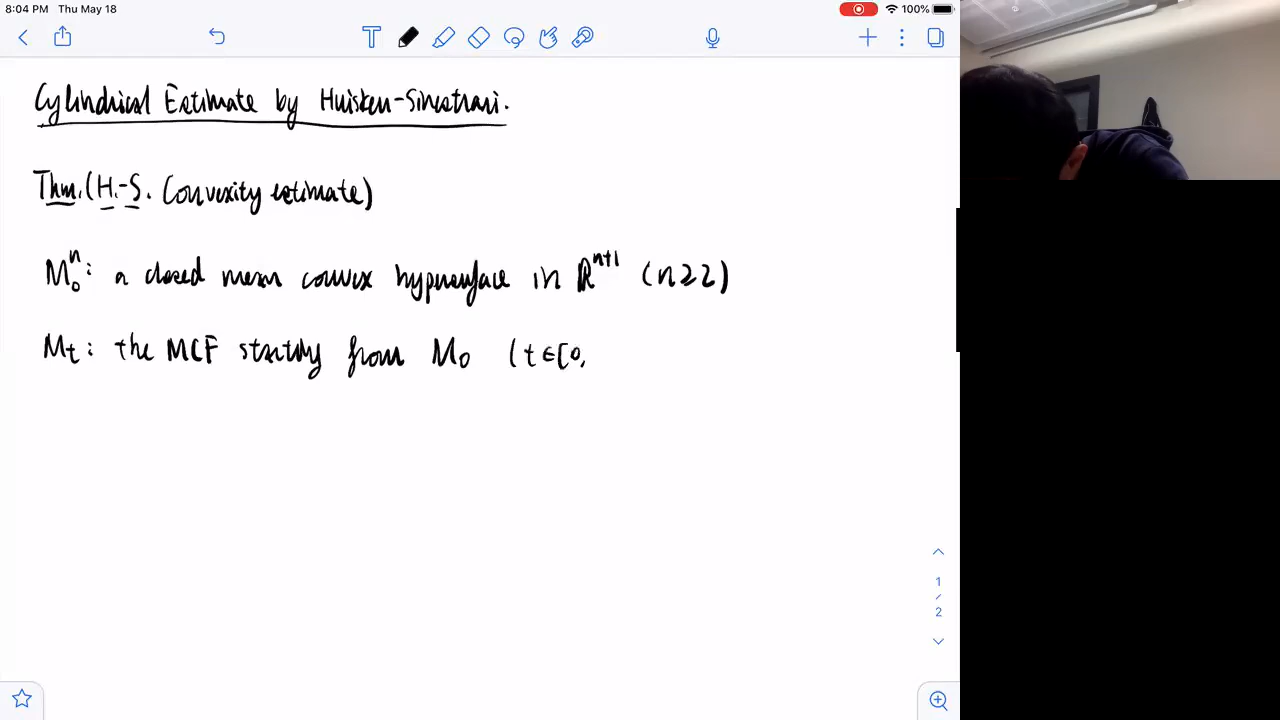 8:04 PM Thu May 18
100%
Cylindrical Estimate by Huisken-Sinestrari.
Thm. (H.-S. Convexity estimate)
M₀ⁿ: a closed mean convex hypersurface in ℝⁿ⁺¹ (n≥2)
Mt: the MCF starting from M₀ (t∈[0,
1
/
2